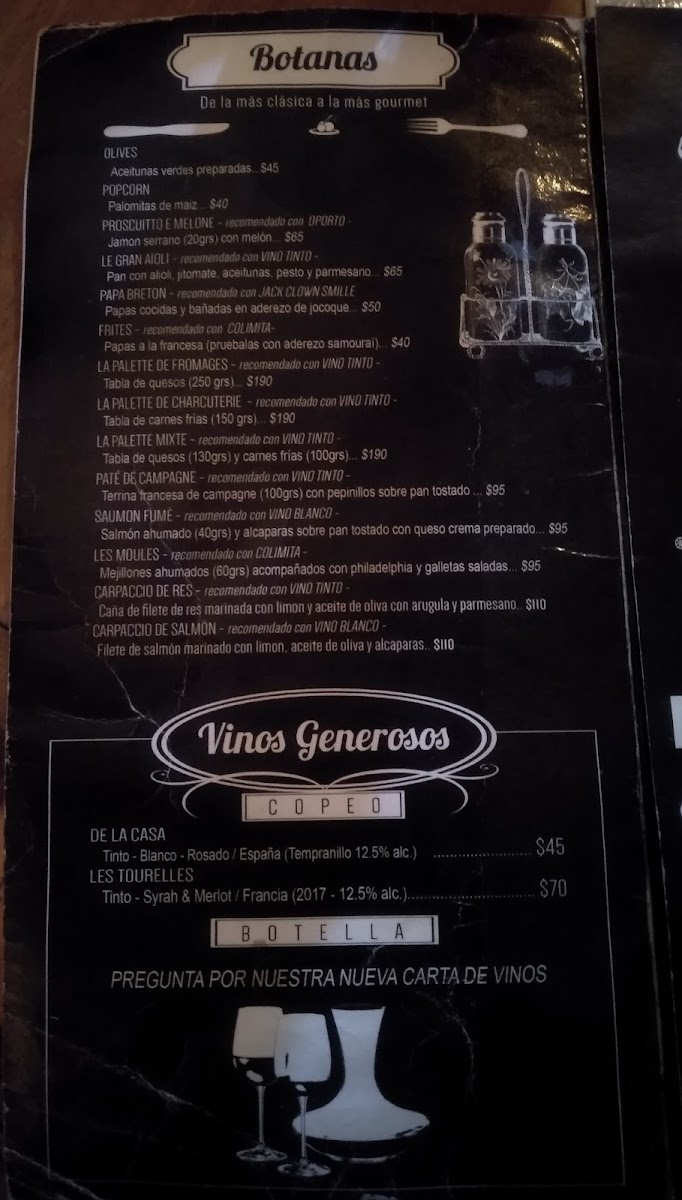 Botanas
De la más clásica a la más gourmet
OLIVES
Aceitunas verdes preparadas...$45
POPCORN
Palomitas de maiz... $40
PROSCUITTO E MELONE - recomendado con OPORTO -
Jamon serrano (20grs) con melón... $65
LE GRAN AIOLI - recomendado con VINO TINTO -
Pan con alioli, jitomate, aceitunas, pesto y parmesano... $65
PAPA BRETON - recomendado con JACK CLOWN SMILLE
Papas cocidas y bañadas en aderezo de jocoque... $50
FRITES - recomendado con COLIMITA-
Papas a la francesa (pruebalas con aderezo samourai)... $40
LA PALETTE DE FROMAGES - recomendado con VINO TINTO -
Tabla de quesos (250 grs)... $190
LA PALETTE DE CHARCUTERIE - recomendado con VINO TINTO -
Tabla de carnes frias (150 grs)... $190
LA PALETTE MIXTE - recomendado con VINO TINTO -
Tabla de quesos (130grs) y carnes frías (100grs)... $190
PATÉ DE CAMPAGNE - recomendado con VINO TINTO -
Terrina francesa de campagne (100grs) con pepinillos sobre pan tostado ... $95
SAUMON FUMÉ - recomendado con VINO BLANCO -
Salmón ahumado (40grs) y alcaparas sobre pan tostado con queso crema preparado... $95
LES MOULES - recomendado con COLIMITA -
Mejillones ahumados (60grs) acompañados con philadelphia y galletas saladas... $95
CARPACCIO DE RES - recomendado con VINO TINTO -
Caña de filete de res marinada con limon y aceite de oliva con arugula y parmesano.. $110
CARPACCIO DE SALMÓN - recomendado con VINO BLANCO -
Filete de salmón marinado con limon, aceite de oliva y alcaparas.. $110
Vinos Generosos
COPEO
DE LA CASA
Tinto - Blanco - Rosado / España (Tempranillo 12.5% alc.) ........................ $45
LES TOURELLES
Tinto - Syrah & Merlot / Francia (2017 - 12.5% alc.)................................ $70
BOTELLA
PREGUNTA POR NUESTRA NUEVA CARTA DE VINOS